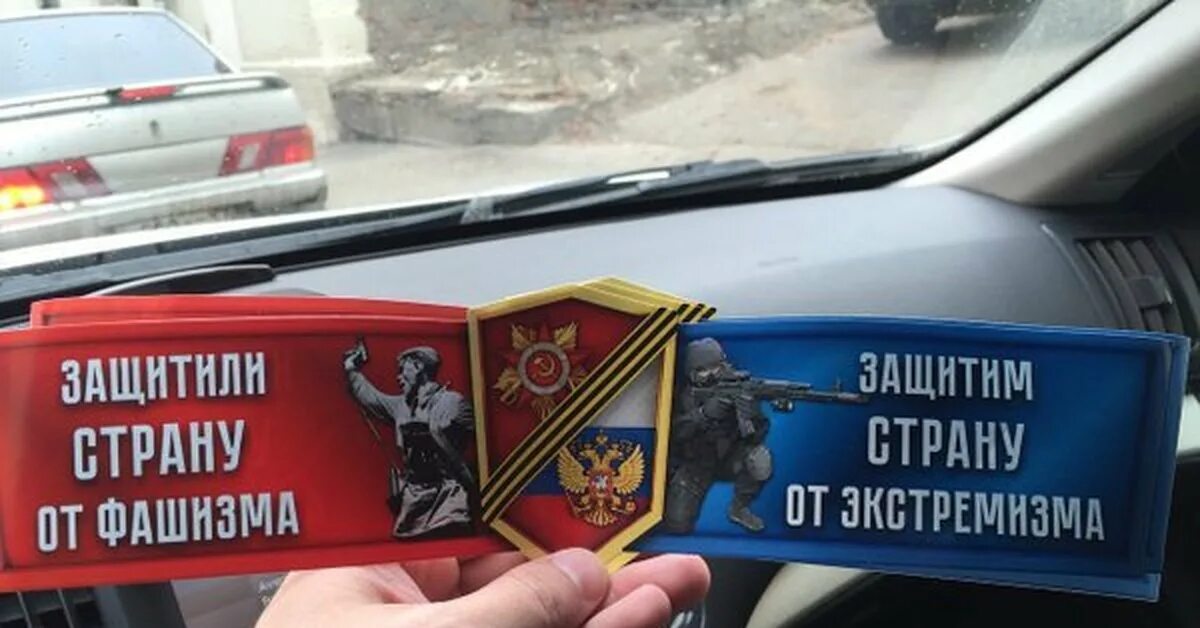 ЗАЩИТИЛИ
СТРАНУ
ОТ ФАШИЗМА
ЗАЩИТИМ
СТРАНУ
ОТ ЭКСТРЕМИЗМА